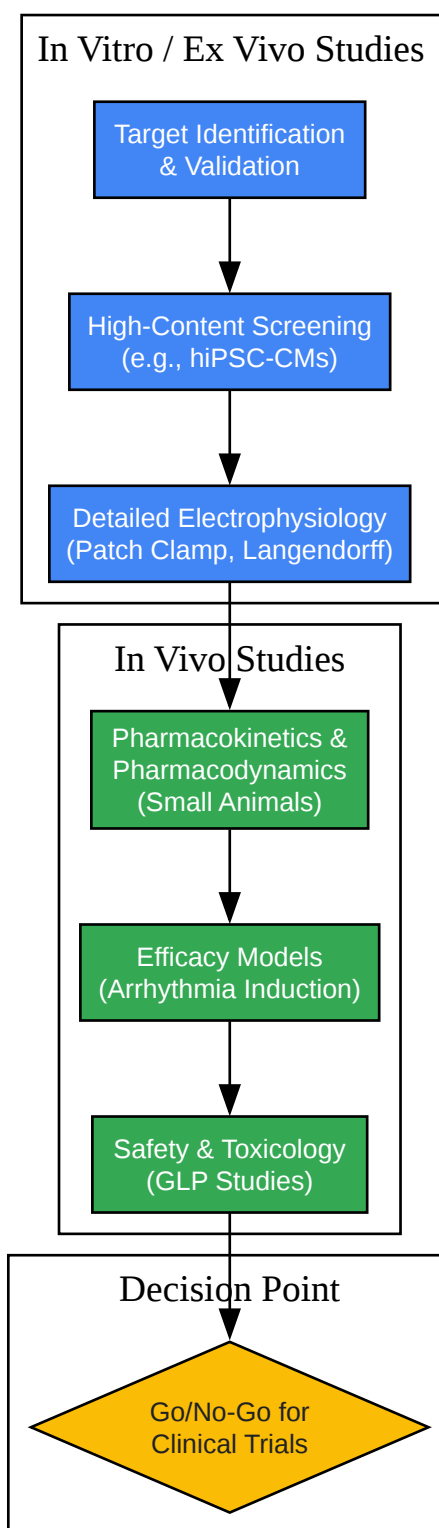 In Vitro / Ex Vivo Studies
Target Identification
& Validation
High-Content Screening
(e.g., hiPSC-CMs)
Detailed Electrophysiology
(Patch Clamp, Langendorff)
In Vivo Studies
Pharmacokinetics &
Pharmacodynamics
(Small Animals)
Efficacy Models
(Arrhythmia Induction)
Safety & Toxicology
(GLP Studies)
Decision Point
Go/No-Go for
Clinical Trials